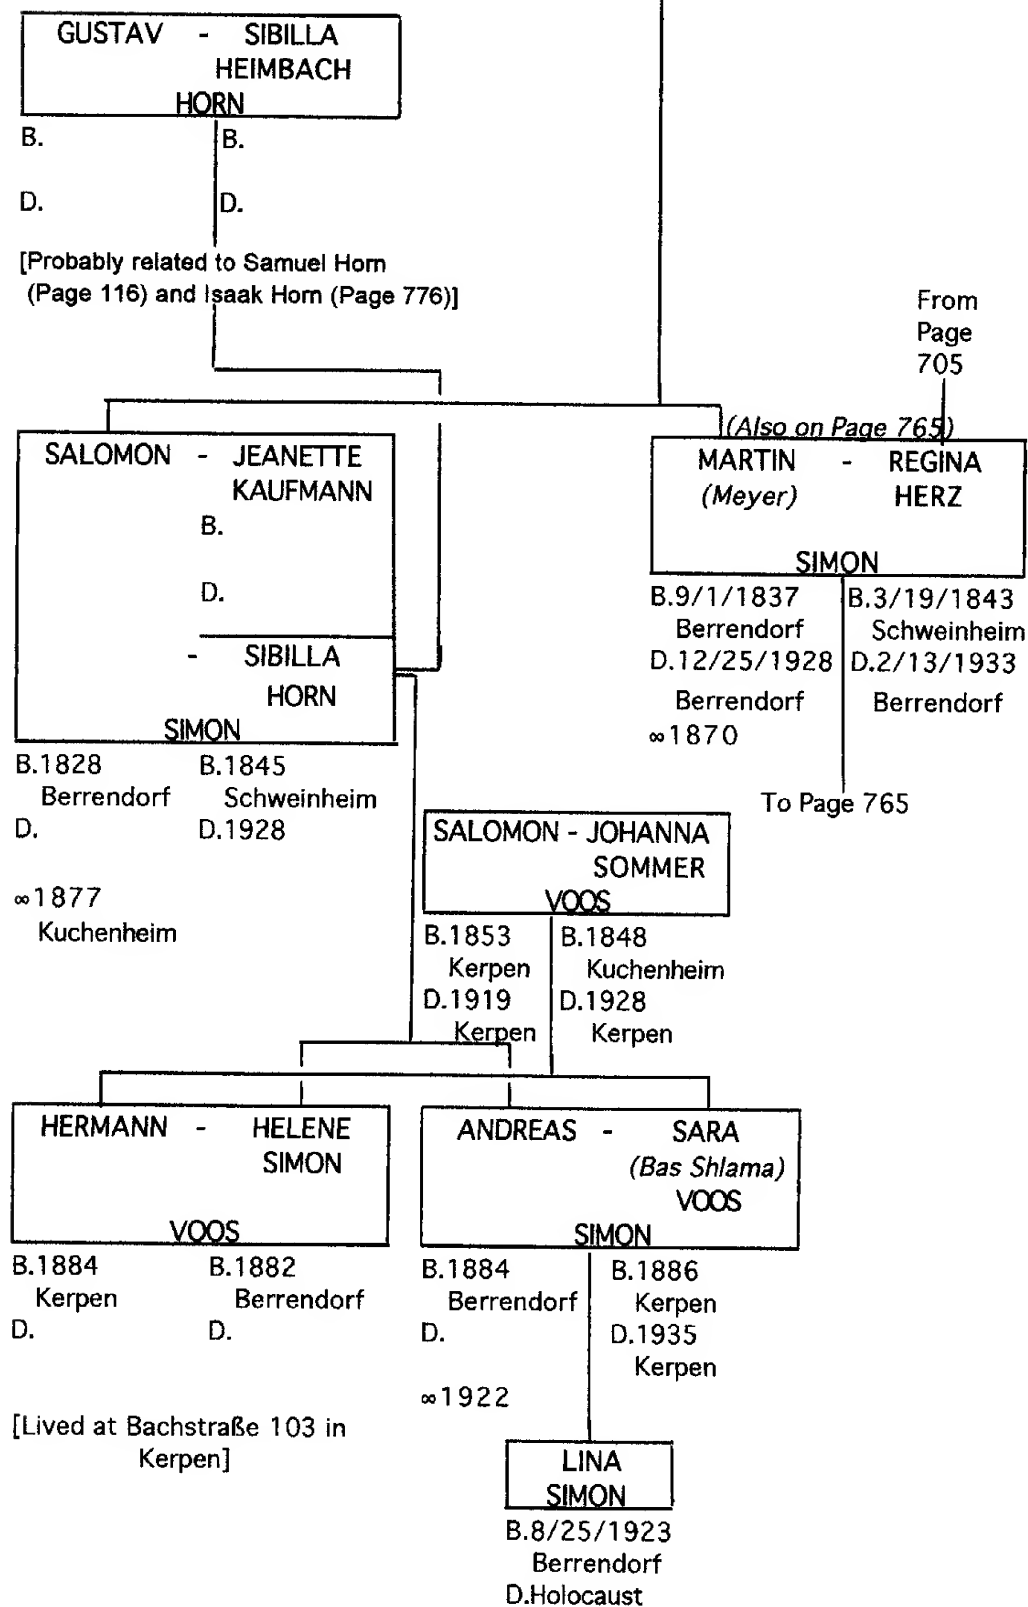 GUSTAV - SIBILLA
HEIMBACH
HORN
B. B.
D. D.
[Probably related to Samuel Horn
(Page 116) and Isaak Horn (Page 776)]
From
Page
705
(Also on Page 765)
SALOMON - JEANETTE
KAUFMANN
B.
D.
- SIBILLA
HORN
SIMON
B.1828 B.1845
Berrendorf Schweinheim
D. D.1928
∞1877
Kuchenheim
MARTIN - REGINA
(Meyer) HERZ
SIMON
B.9/1/1837 B.3/19/1843
Berrendorf Schweinheim
D.12/25/1928 D.2/13/1933
Berrendorf Berrendorf
∞1870
To Page 765
SALOMON - JOHANNA
SOMMER
VOOS
B.1853 B.1848
Kerpen Kuchenheim
D.1919 D.1928
Kerpen Kerpen
HERMANN - HELENE
SIMON
VOOS
B.1884 B.1882
Kerpen Berrendorf
D. D.
[Lived at Bachstraße 103 in
Kerpen]
ANDREAS - SARA
(Bas Shlama)
VOOS
SIMON
B.1884 B.1886
Berrendorf Kerpen
D. D.1935
Kerpen
∞1922
LINA
SIMON
B.8/25/1923
Berrendorf
D.Holocaust